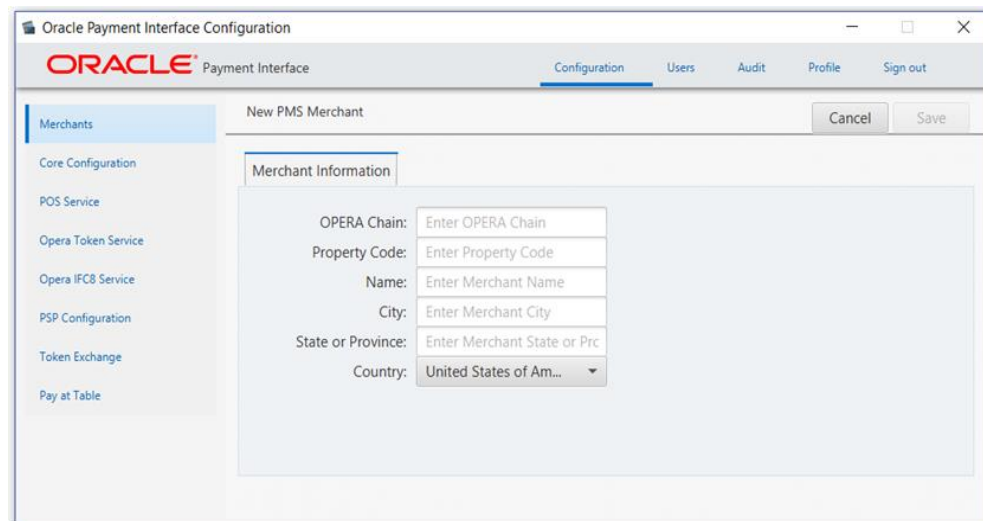 Oracle Payment Interface Configuration
ORACLE Payment Interface
Configuration Users Audit Profile Sign out
Merchants
Core Configuration
POS Service
Opera Token Service
Opera IFC8 Service
PSP Configuration
Token Exchange
Pay at Table
New PMS Merchant
Cancel Save
Merchant Information
OPERA Chain: Enter OPERA Chain
Property Code: Enter Property Code
Name: Enter Merchant Name
City: Enter Merchant City
State or Province: Enter Merchant State or Prc
Country: United States of Am...